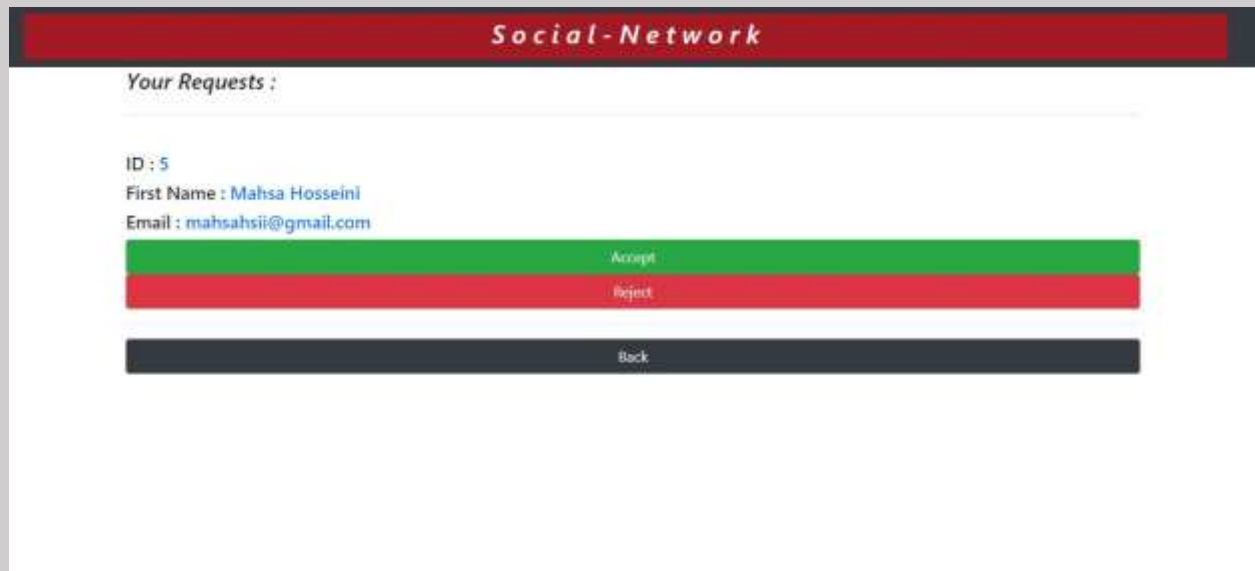 Social-Network
Your Requests :
ID : 5
First Name : Mahsa Hosseini
Email : mahsahsii@gmail.com
Accept
Reject
Back